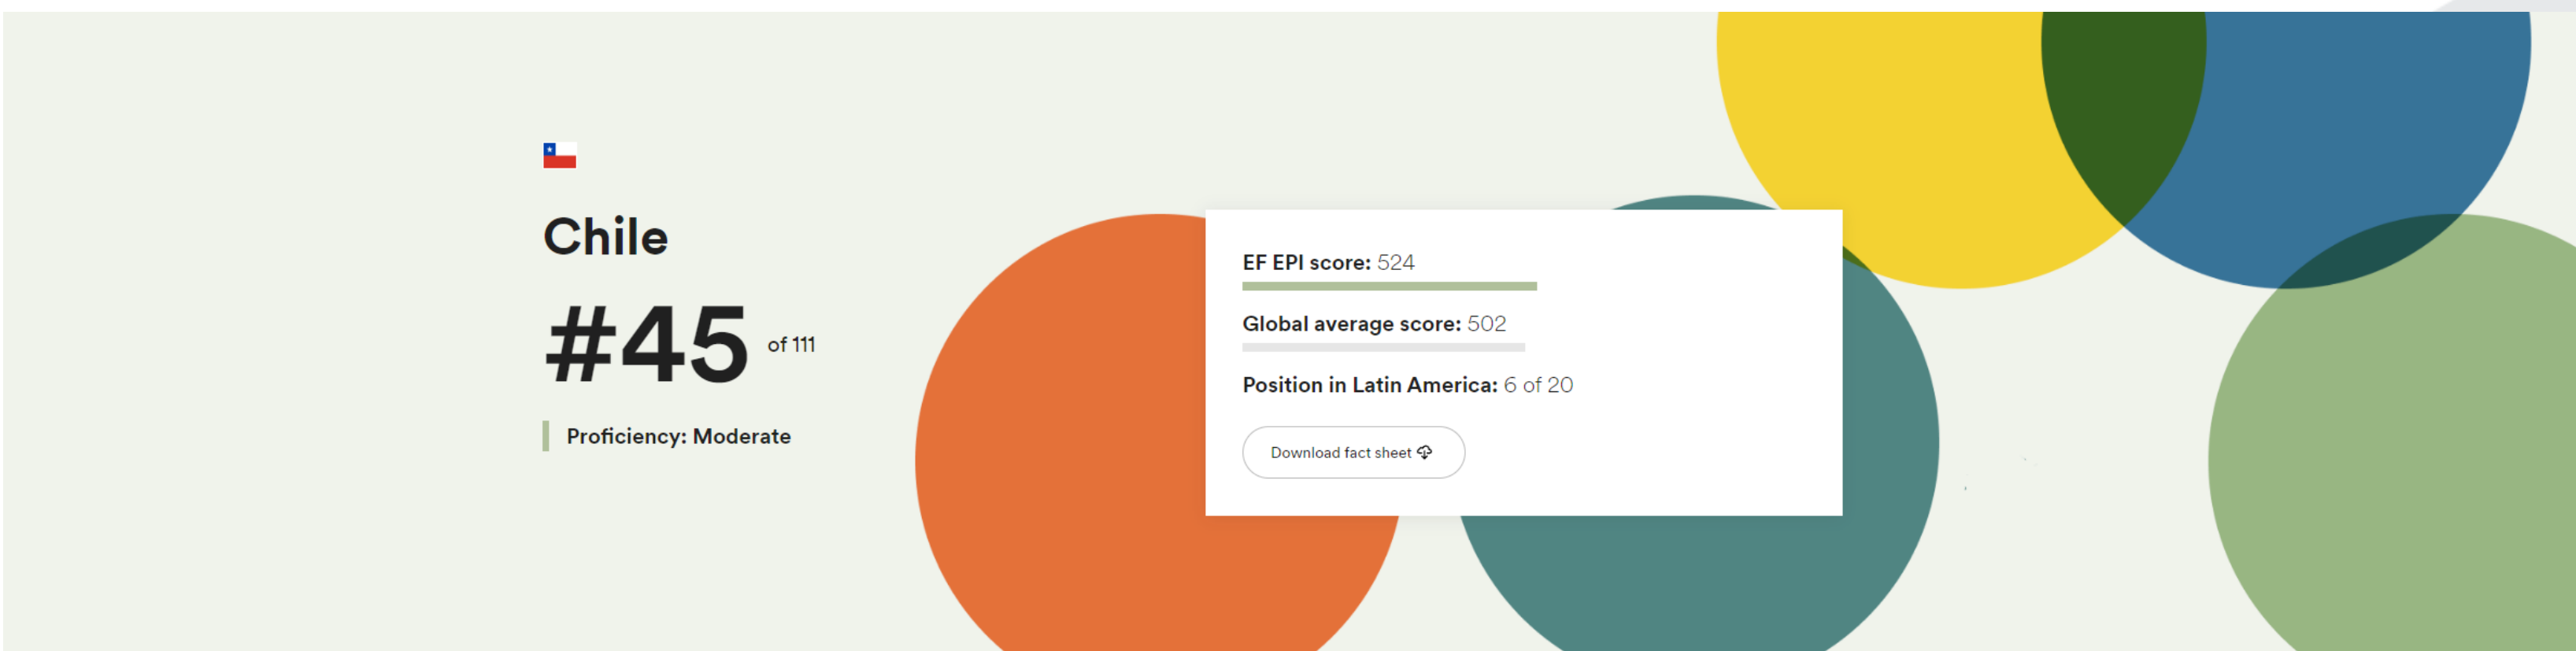 Chile
#45 of 111
Proficiency: Moderate
EF EPI score: 524
Global average score: 502
Position in Latin America: 6 of 20
Download fact sheet